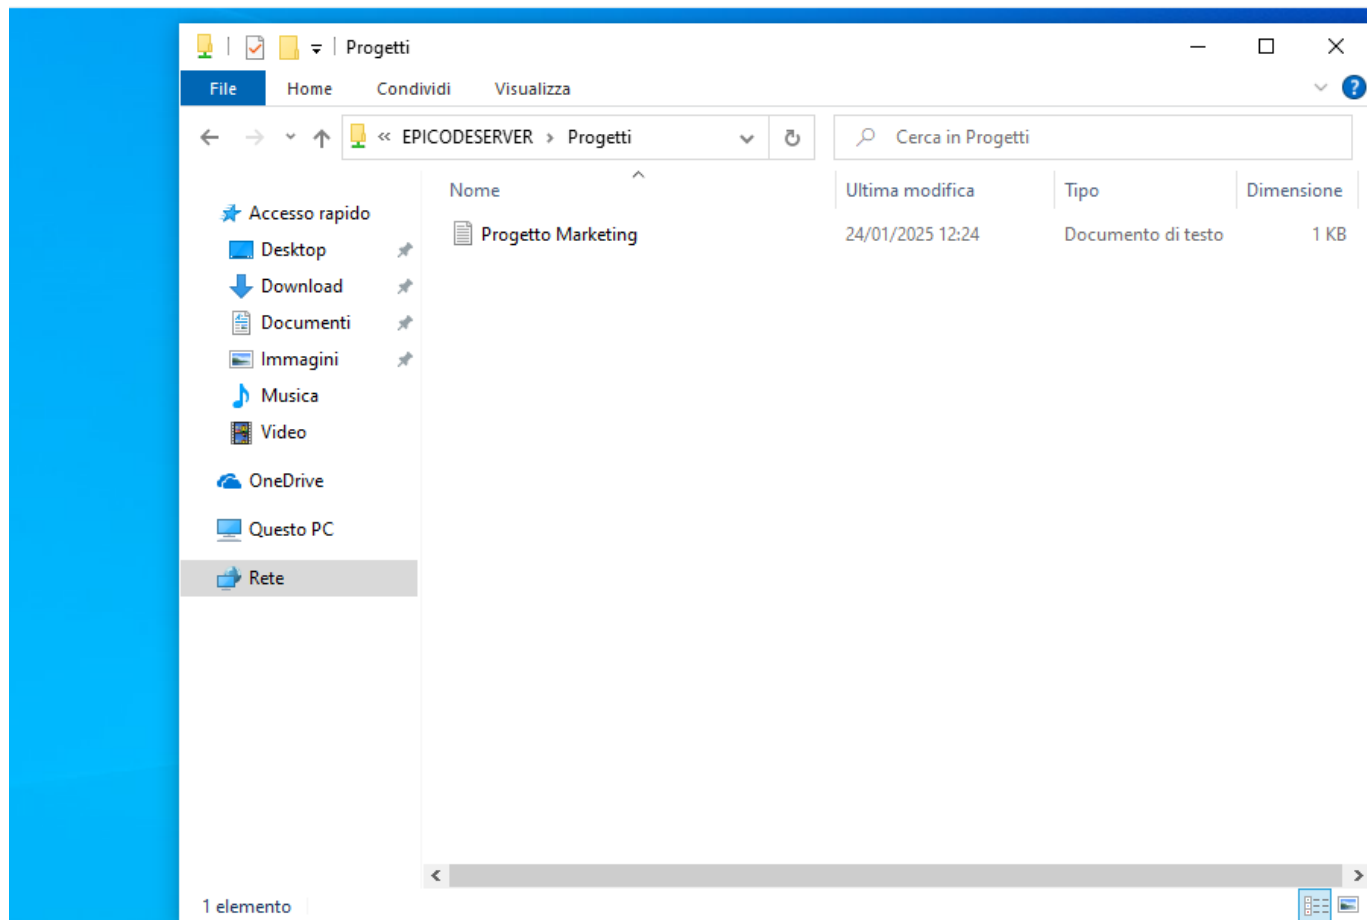 Progetti
File Home Condividi Visualizza
« EPICODESERVER › Progetti
Cerca in Progetti
Nome Ultima modifica Tipo Dimensione
Progetto Marketing 24/01/2025 12:24 Documento di testo 1 KB
Accesso rapido
Desktop
Download
Documenti
Immagini
Musica
Video
OneDrive
Questo PC
Rete
1 elemento